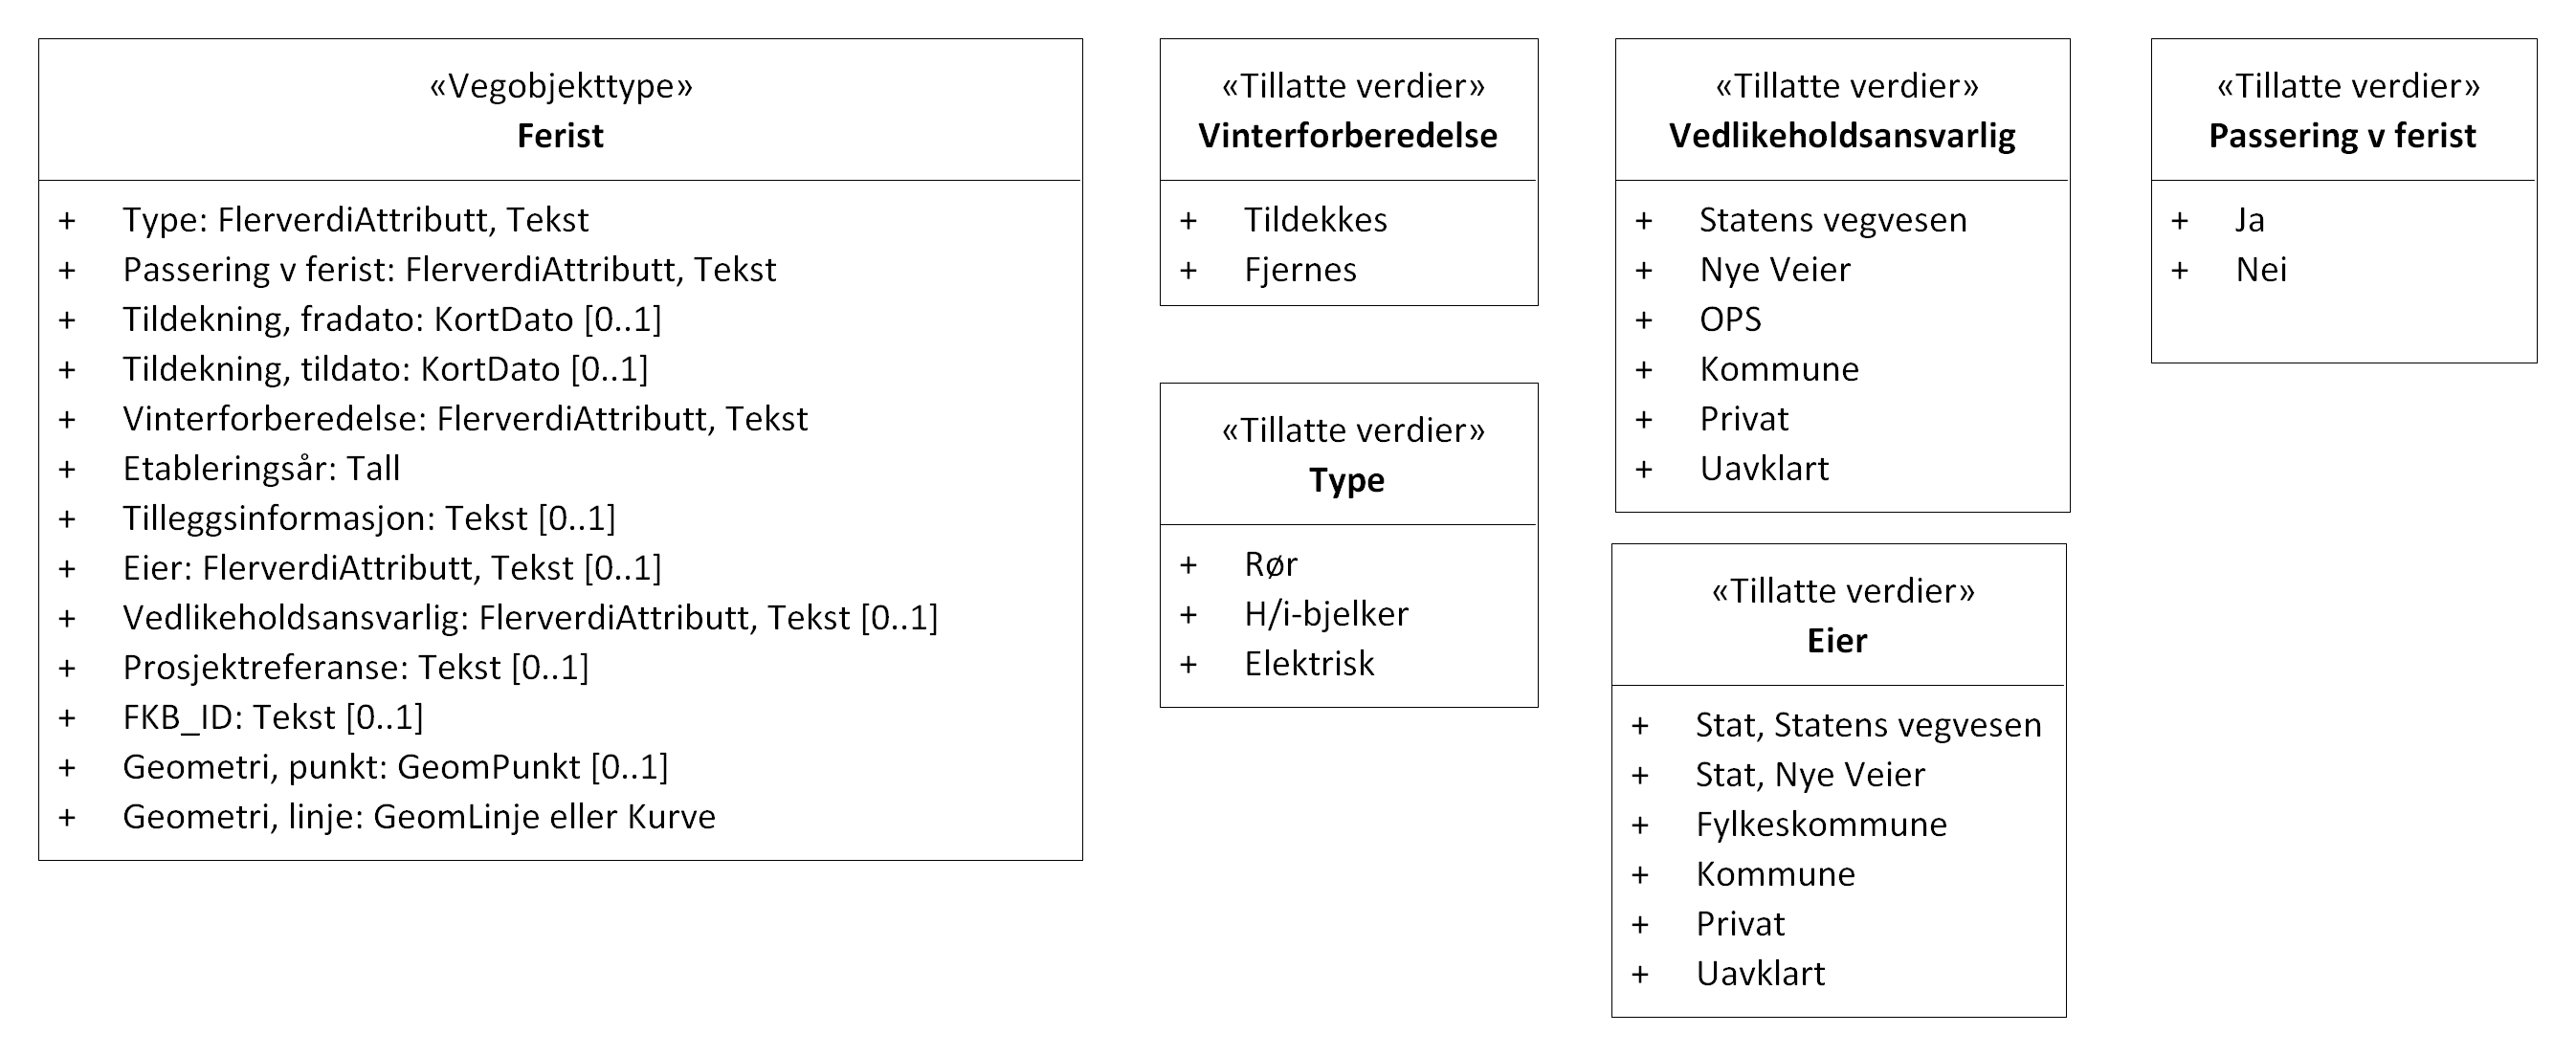 «Vegobjekttype»
Ferist
+ Type: FlerverdiAttributt, Tekst
+ Passering v ferist: FlerverdiAttributt, Tekst
+ Tildekning, fradato: KortDato [0..1]
+ Tildekning, tildato: KortDato [0..1]
+ Vinterforberedelse: FlerverdiAttributt, Tekst
+ Etableringsår: Tall
+ Tilleggsinformasjon: Tekst [0..1]
+ Eier: FlerverdiAttributt, Tekst [0..1]
+ Vedlikeholdsansvarlig: FlerverdiAttributt, Tekst [0..1]
+ Prosjektreferanse: Tekst [0..1]
+ FKB_ID: Tekst [0..1]
+ Geometri, punkt: GeomPunkt [0..1]
+ Geometri, linje: GeomLinje eller Kurve
«Tillatte verdier»
Vinterforberedelse
+ Tildekkes
+ Fjernes
«Tillatte verdier»
Type
+ Rør
+ H/i-bjelker
+ Elektrisk
«Tillatte verdier»
Vedlikeholdsansvarlig
+ Statens vegvesen
+ Nye Veier
+ OPS
+ Kommune
+ Privat
+ Uavklart
«Tillatte verdier»
Eier
+ Stat, Statens vegvesen
+ Stat, Nye Veier
+ Fylkeskommune
+ Kommune
+ Privat
+ Uavklart
«Tillatte verdier»
Passering v ferist
+ Ja
+ Nei